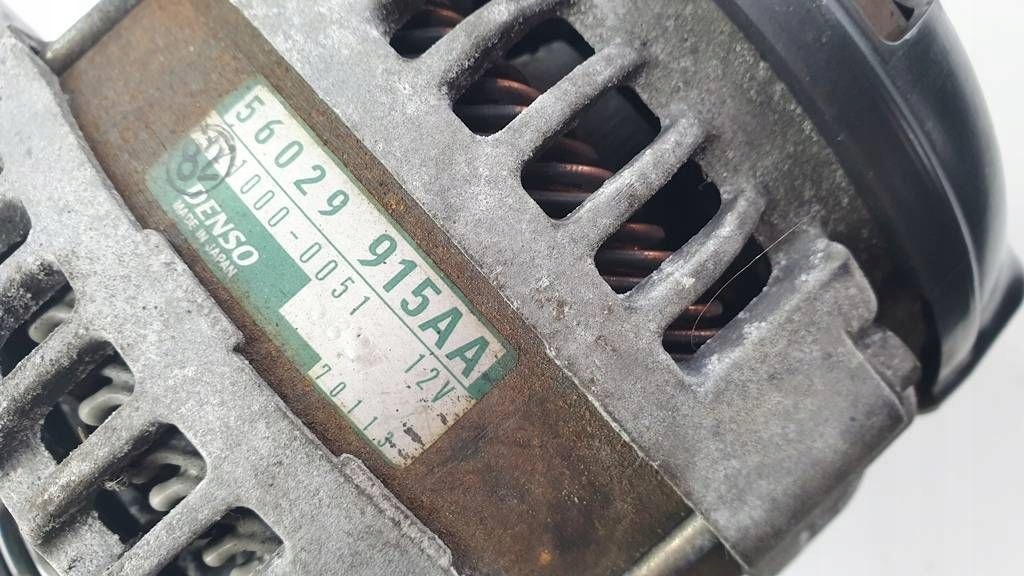 56029 915AA
1000-0051 12V
DENSO
MADE IN JAPAN